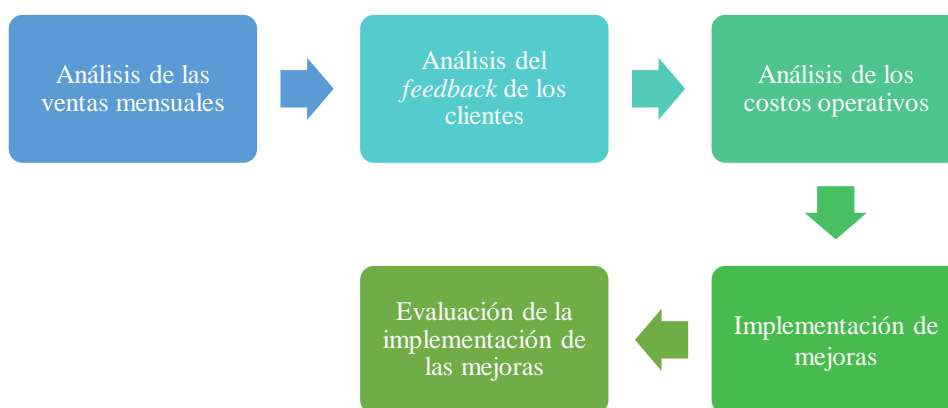 Análisis de las
ventas mensuales
Análisis del
feedback de los
clientes
Análisis de los
costos operativos
Implementación de
mejoras
Evaluación de la
implementación de
las mejoras